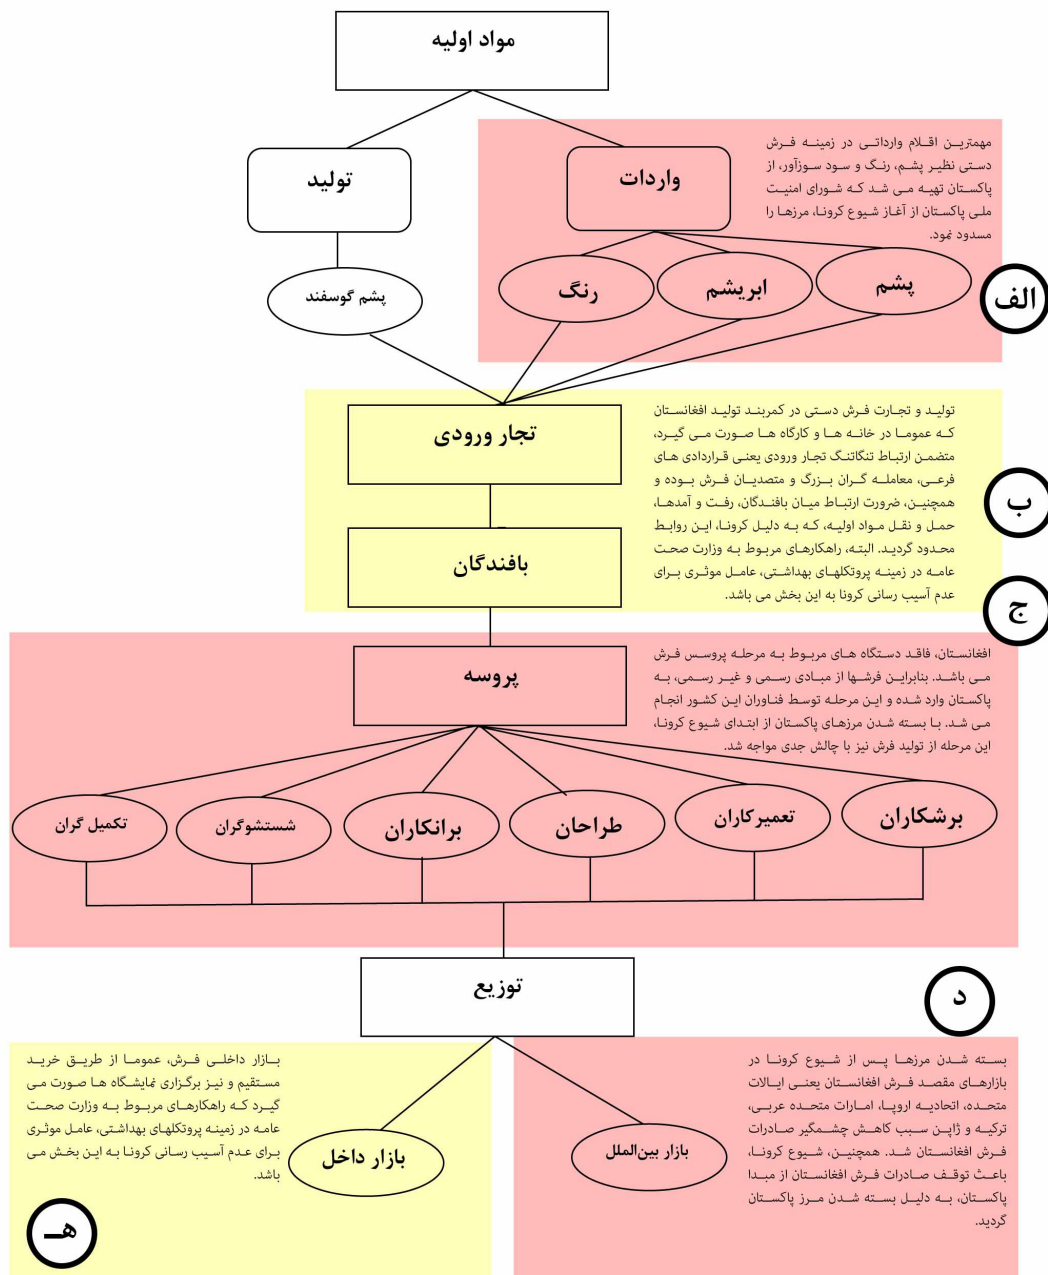 مواد اولیه
تولید
واردات
مهمترین اقلام وارداتی در زمینه فرش
دستی نظیر پشم، رنگ و سود سوزآور، از
پاکستان تهیه می شد که شورای امنیت
ملی پاکستان از آغاز شیوع کرونا، مرزها را
مسدود نمود.
الف
پشم
ابریشم
رنگ
پشم گوسفند
تجار ورودی
بافندگان
تولید و تجارت فرش دستی در کمربند تولید افغانستان
که عموما در خانه ها و کارگاه ها صورت می گیرد،
متضمن ارتباط تنگاتنگ تجار ورودی یعنی قراردادی های
فرعی، معامله گران بزرگ و متصدیان فرش بوده و
همچنین، ضرورت ارتباط میان بافندگان، رفت و آمدها،
حمل و نقل مواد اولیه، که به دلیل کرونا، این روابط
محدود گردید. البته، راهکارهای مربوط به وزارت صحت
عامه در زمینه پروتکلهای بهداشتی، عامل موثری برای
عدم آسیب رسانی کرونا به این بخش می باشد.
ب
ج
پروسه
افغانستان، فاقد دستگاه های مربوط به مرحله پروسس فرش
می باشد. بنابراین فرشها از مبادی رسمی و غیر رسمی، به
پاکستان وارد شده و این مرحله توسط فناوران این کشور انجام
می شد. با بسته شدن مرزهای پاکستان از ابتدای شیوع کرونا،
این مرحله از تولید فرش نیز با چالش جدی مواجه شد.
برشکاران
تعمیرکاران
طراحان
برانکاران
شستشوگران
تکمیل گران
توزیع
د
بسته شدن مرزها پس از شیوع کرونا در
بازارهای مقصد فرش افغانستان یعنی ایالات
متحده، اتحادیه اروپا، امارات متحده عربی،
ترکیه و ژاپن سبب کاهش چشمگیر صادرات
فرش افغانستان شد. همچنین، شیوع کرونا،
باعث توقف صادرات فرش افغانستان از مبدا
پاکستان، به دلیل بسته شدن مرز پاکستان
گردید.
بازار بین‌الملل
بازار داخلی فرش، عموما از طریق خرید
مستقیم و نیز برگزاری نمایشگاه ها صورت می
گیرد که راهکارهای مربوط به وزارت صحت
عامه در زمینه پروتکلهای بهداشتی، عامل موثری
برای عدم آسیب رسانی کرونا به این بخش می
باشد.
بازار داخل
هـ